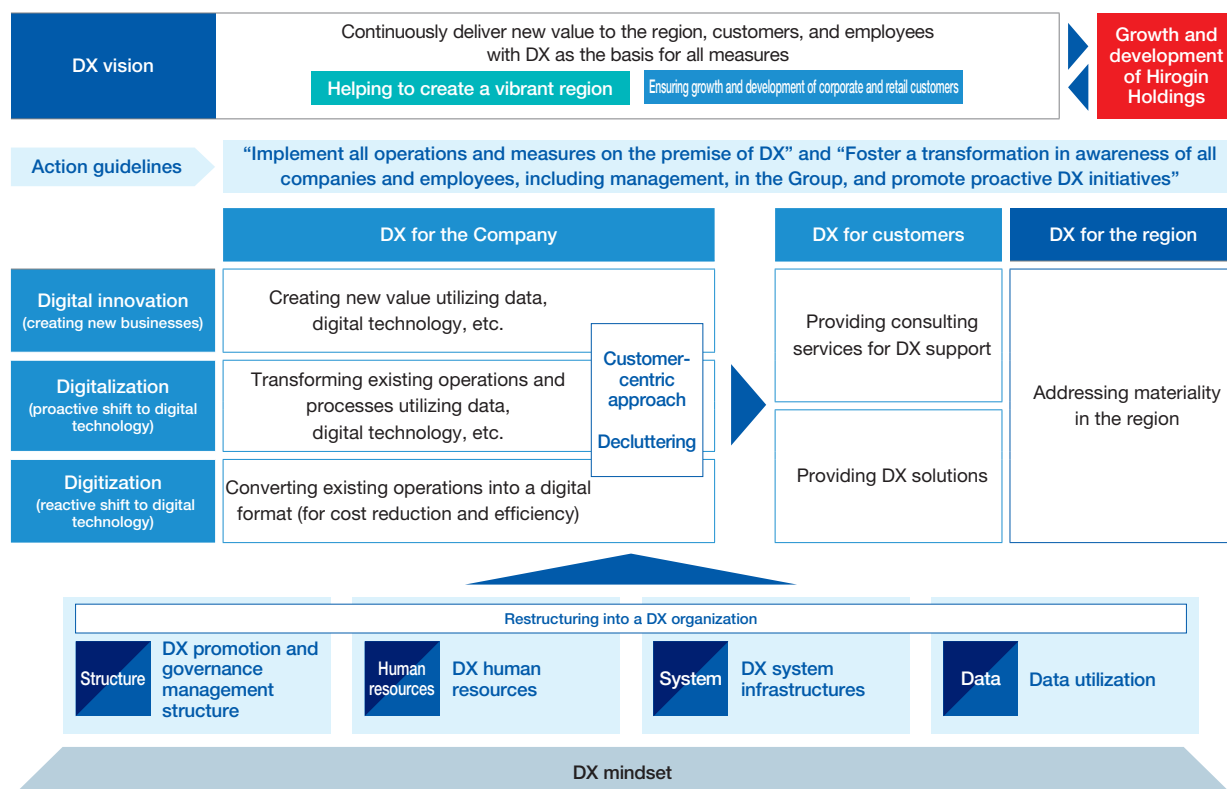 DX vision
Continuously deliver new value to the region, customers, and employees
with DX as the basis for all measures
Helping to create a vibrant region
Ensuring growth and development of corporate and retail customers
Growth and
development
of Hirogin
Holdings
Action guidelines
“Implement all operations and measures on the premise of DX” and “Foster a transformation in awareness of all
companies and employees, including management, in the Group, and promote proactive DX initiatives”
DX for the Company
DX for customers
DX for the region
Digital innovation
(creating new businesses)
Creating new value utilizing data,
digital technology, etc.
Digitalization
(proactive shift to digital
technology)
Transforming existing operations and
processes utilizing data,
digital technology, etc.
Digitization
(reactive shift to digital
technology)
Converting existing operations into a digital
format (for cost reduction and efficiency)
Customer-
centric
approach
Decluttering
Providing consulting
services for DX support
Providing DX solutions
Addressing materiality
in the region
Restructuring into a DX organization
Structure
DX promotion and
governance
management
structure
Human
resources
DX human
resources
System
DX system
infrastructures
Data
Data utilization
DX mindset